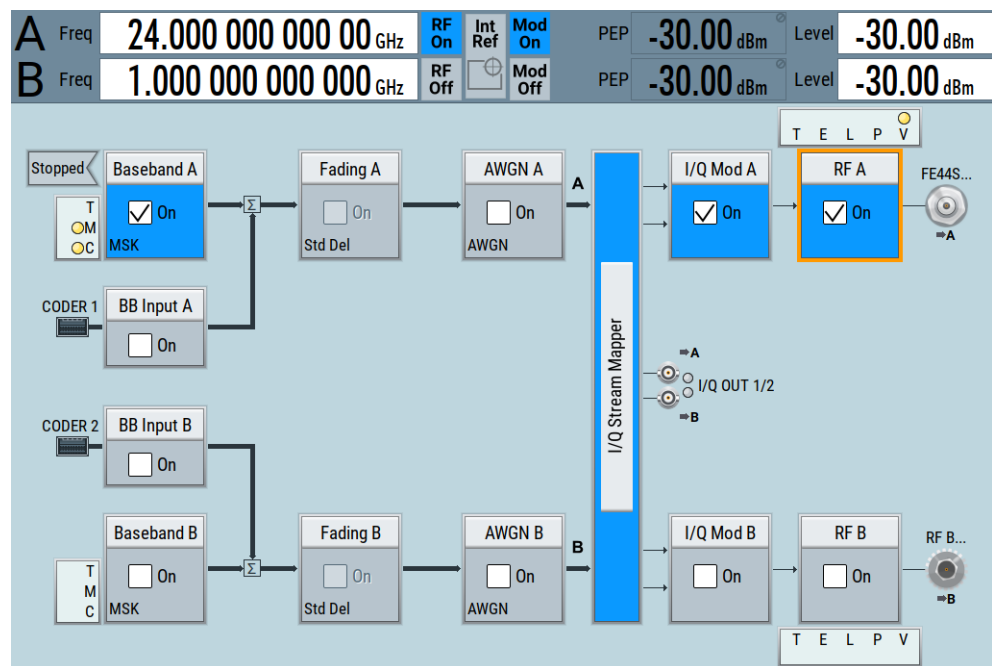 A Freq 24.000 000 000 00 GHz RF On Int Ref Mod On PEP -30.00 dBm Level -30.00 dBm
B Freq 1.000 000 000 000 GHz RF Off Mod Off PEP -30.00 dBm Level -30.00 dBm
T E L P V
Stopped
Baseband A
On
MSK
T
M
C
Fading A
On
Std Del
AWGN A
On
AWGN
A
I/Q Mod A
On
RF A
On
FE44S...
A
CODER 1
BB Input A
On
I/Q Stream Mapper
A
I/Q OUT 1/2
B
CODER 2
BB Input B
On
Baseband B
On
MSK
T
M
C
Fading B
On
Std Del
AWGN B
On
AWGN
B
I/Q Mod B
On
RF B
On
RF B...
B
Σ
Σ
T E L P V